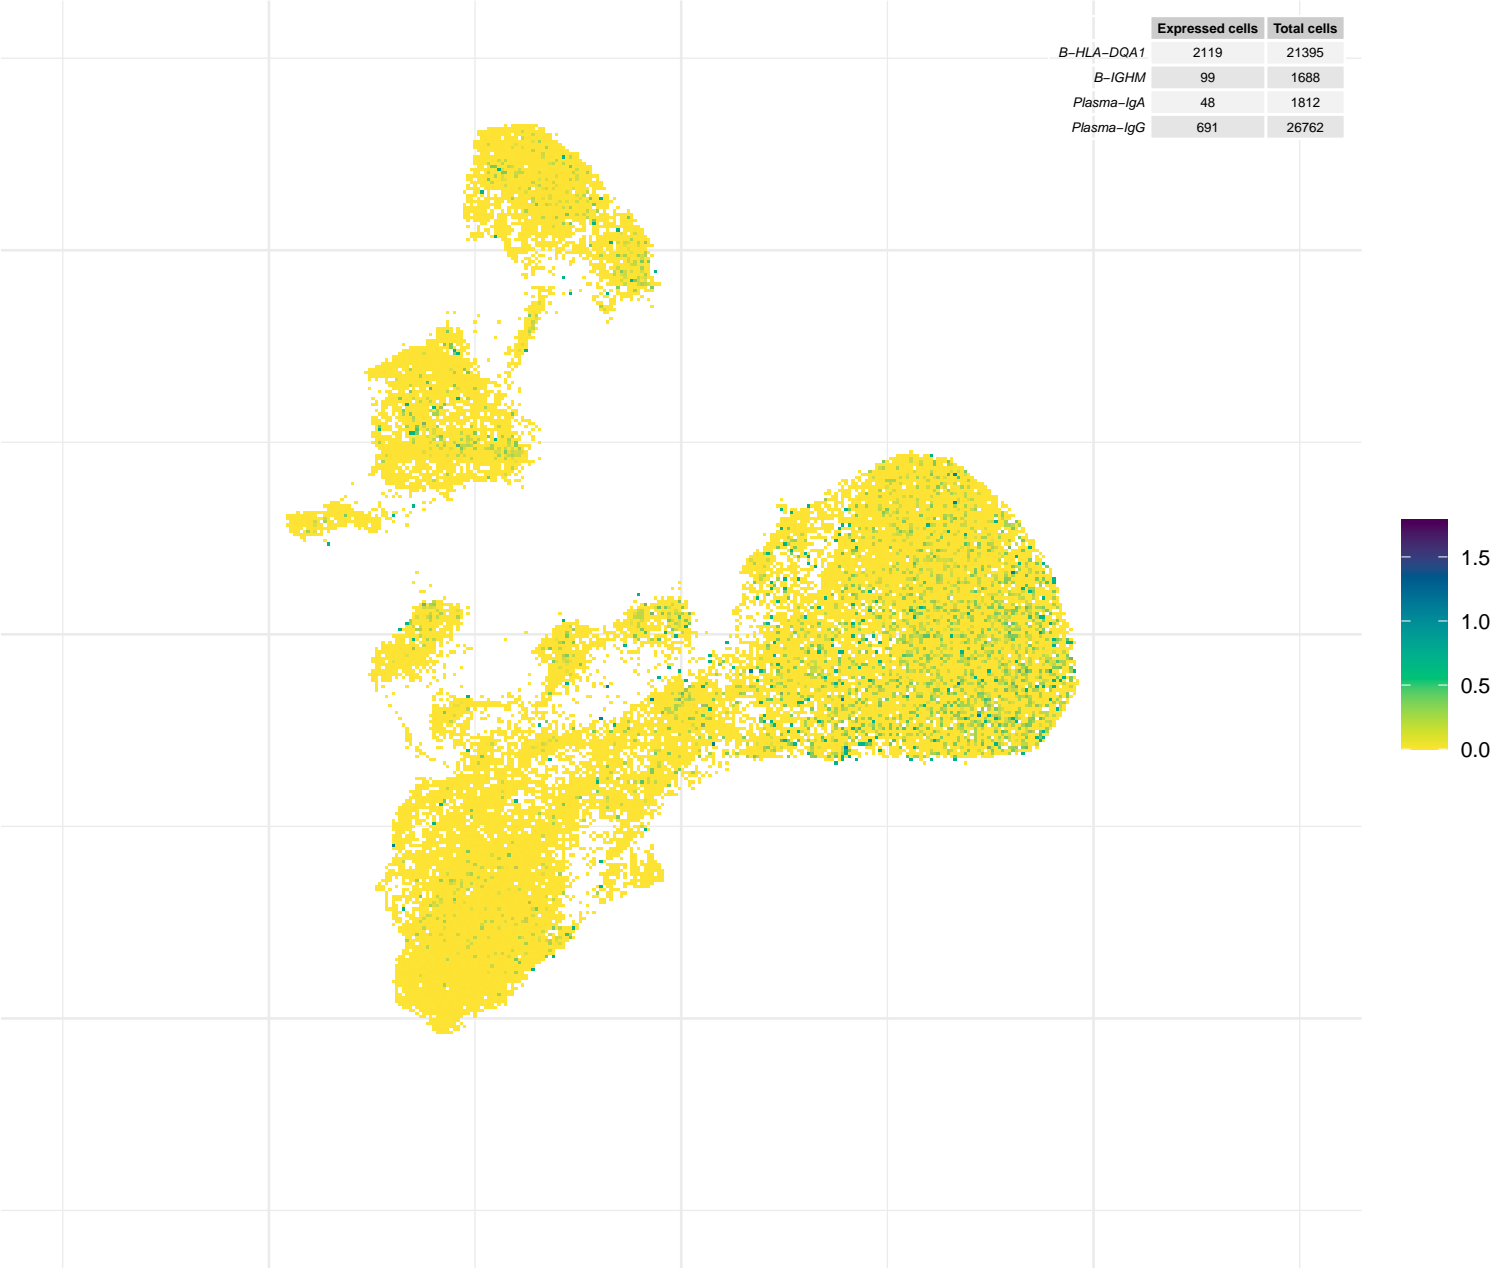 Expressed cells Total cells
B−HLA−DQA1 2119 21395
B−IGHM 99 1688
Plasma−IgA 48 1812
Plasma−IgG 691 26762
1.5
1.0
0.5
0.0